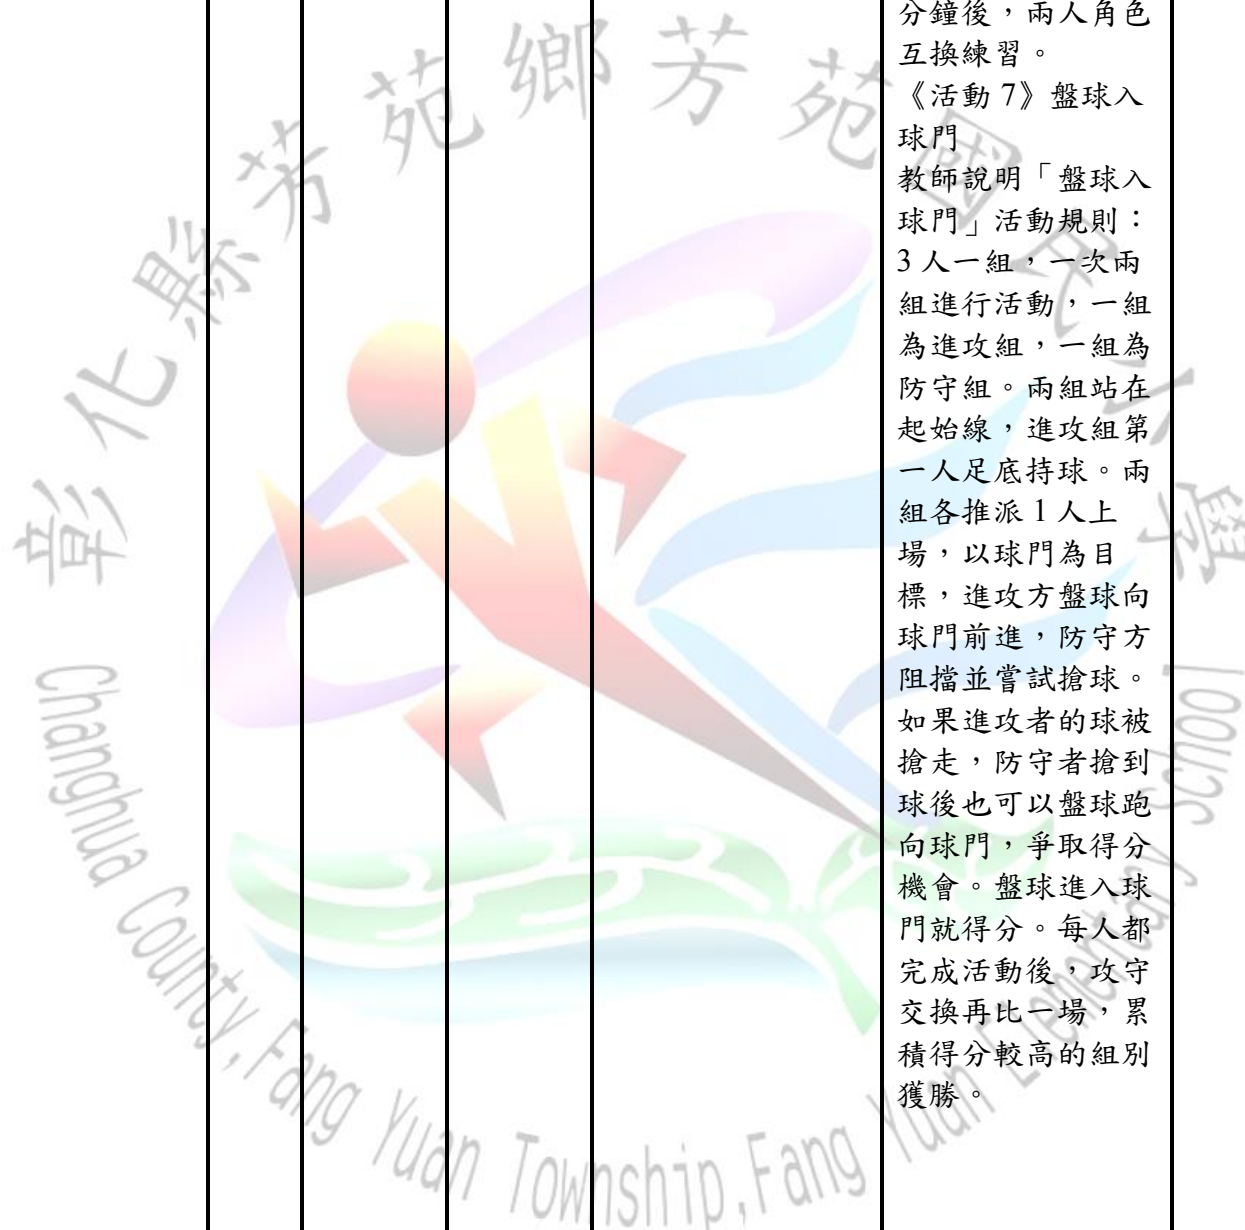 分鐘後，兩人角色
互換練習。
《活動 7》盤球入
球門
教師說明「盤球入
球門」活動規則：
3 人一組，一次兩
組進行活動，一組
為進攻組，一組為
防守組。兩組站在
起始線，進攻組第
一人足底持球。兩
組各推派 1 人上
場，以球門為目
標，進攻方盤球向
球門前進，防守方
阻擋並嘗試搶球。
如果進攻者的球被
搶走，防守者搶到
球後也可以盤球跑
向球門，爭取得分
機會。盤球進入球
門就得分。每人都
完成活動後，攻守
交換再比一場，累
積得分較高的組別
獲勝。
彰化縣芳苑鄉芳苑國民小學
Changhua County, Fang Yuan Township, Fang Yuan Elementary School